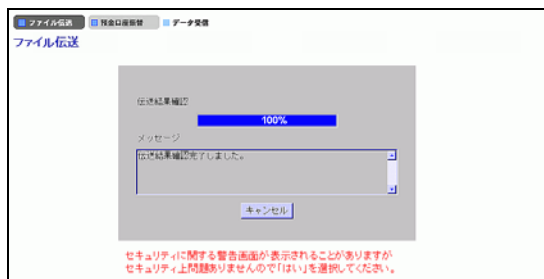 ファイル伝送 預金口座振替 データ受信
ファイル伝送
伝送結果確認
100%
メッセージ
伝送結果確認完了しました。
キャンセル
セキュリティに関する警告画面が表示されることがありますが
セキュリティ上問題ありませんので「はい」を選択してください。